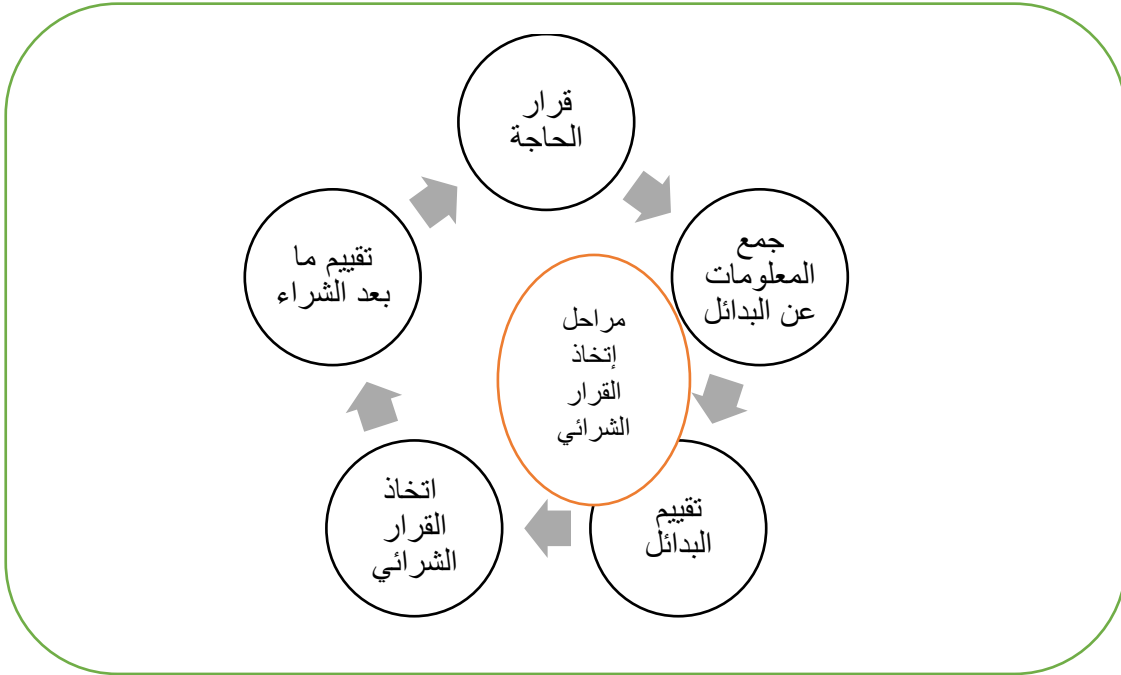 قرار
الحاجة
جمع
المعلومات
عن البدائل
تقييم
البدائل
اتخاذ
القرار
الشرائي
تقييم ما
بعد الشراء
مراحل
إتخاذ
القرار
الشرائي